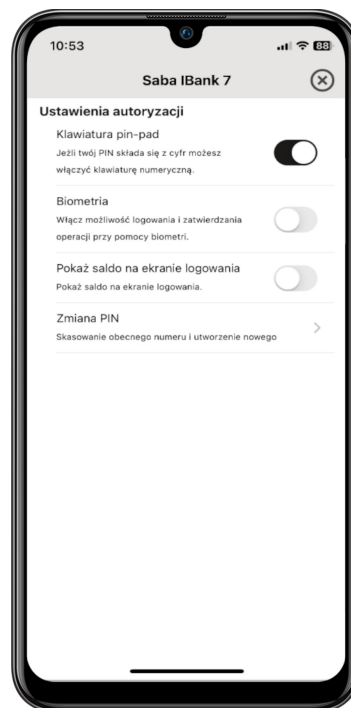 10:53
88
Saba IBank 7
Ustawienia autoryzacji
Klawiatura pin-pad
Jeżli twój PIN składa się z cyfr możesz
włączyć klawiaturę numeryczną.
Biometria
Włącz możliwość logowania i zatwierdzania
operacji przy pomocy biometri.
Pokaż saldo na ekranie logowania
Pokaż saldo na ekranie logowania.
Zmiana PIN
Skasowanie obecnego numeru i utworzenie nowego